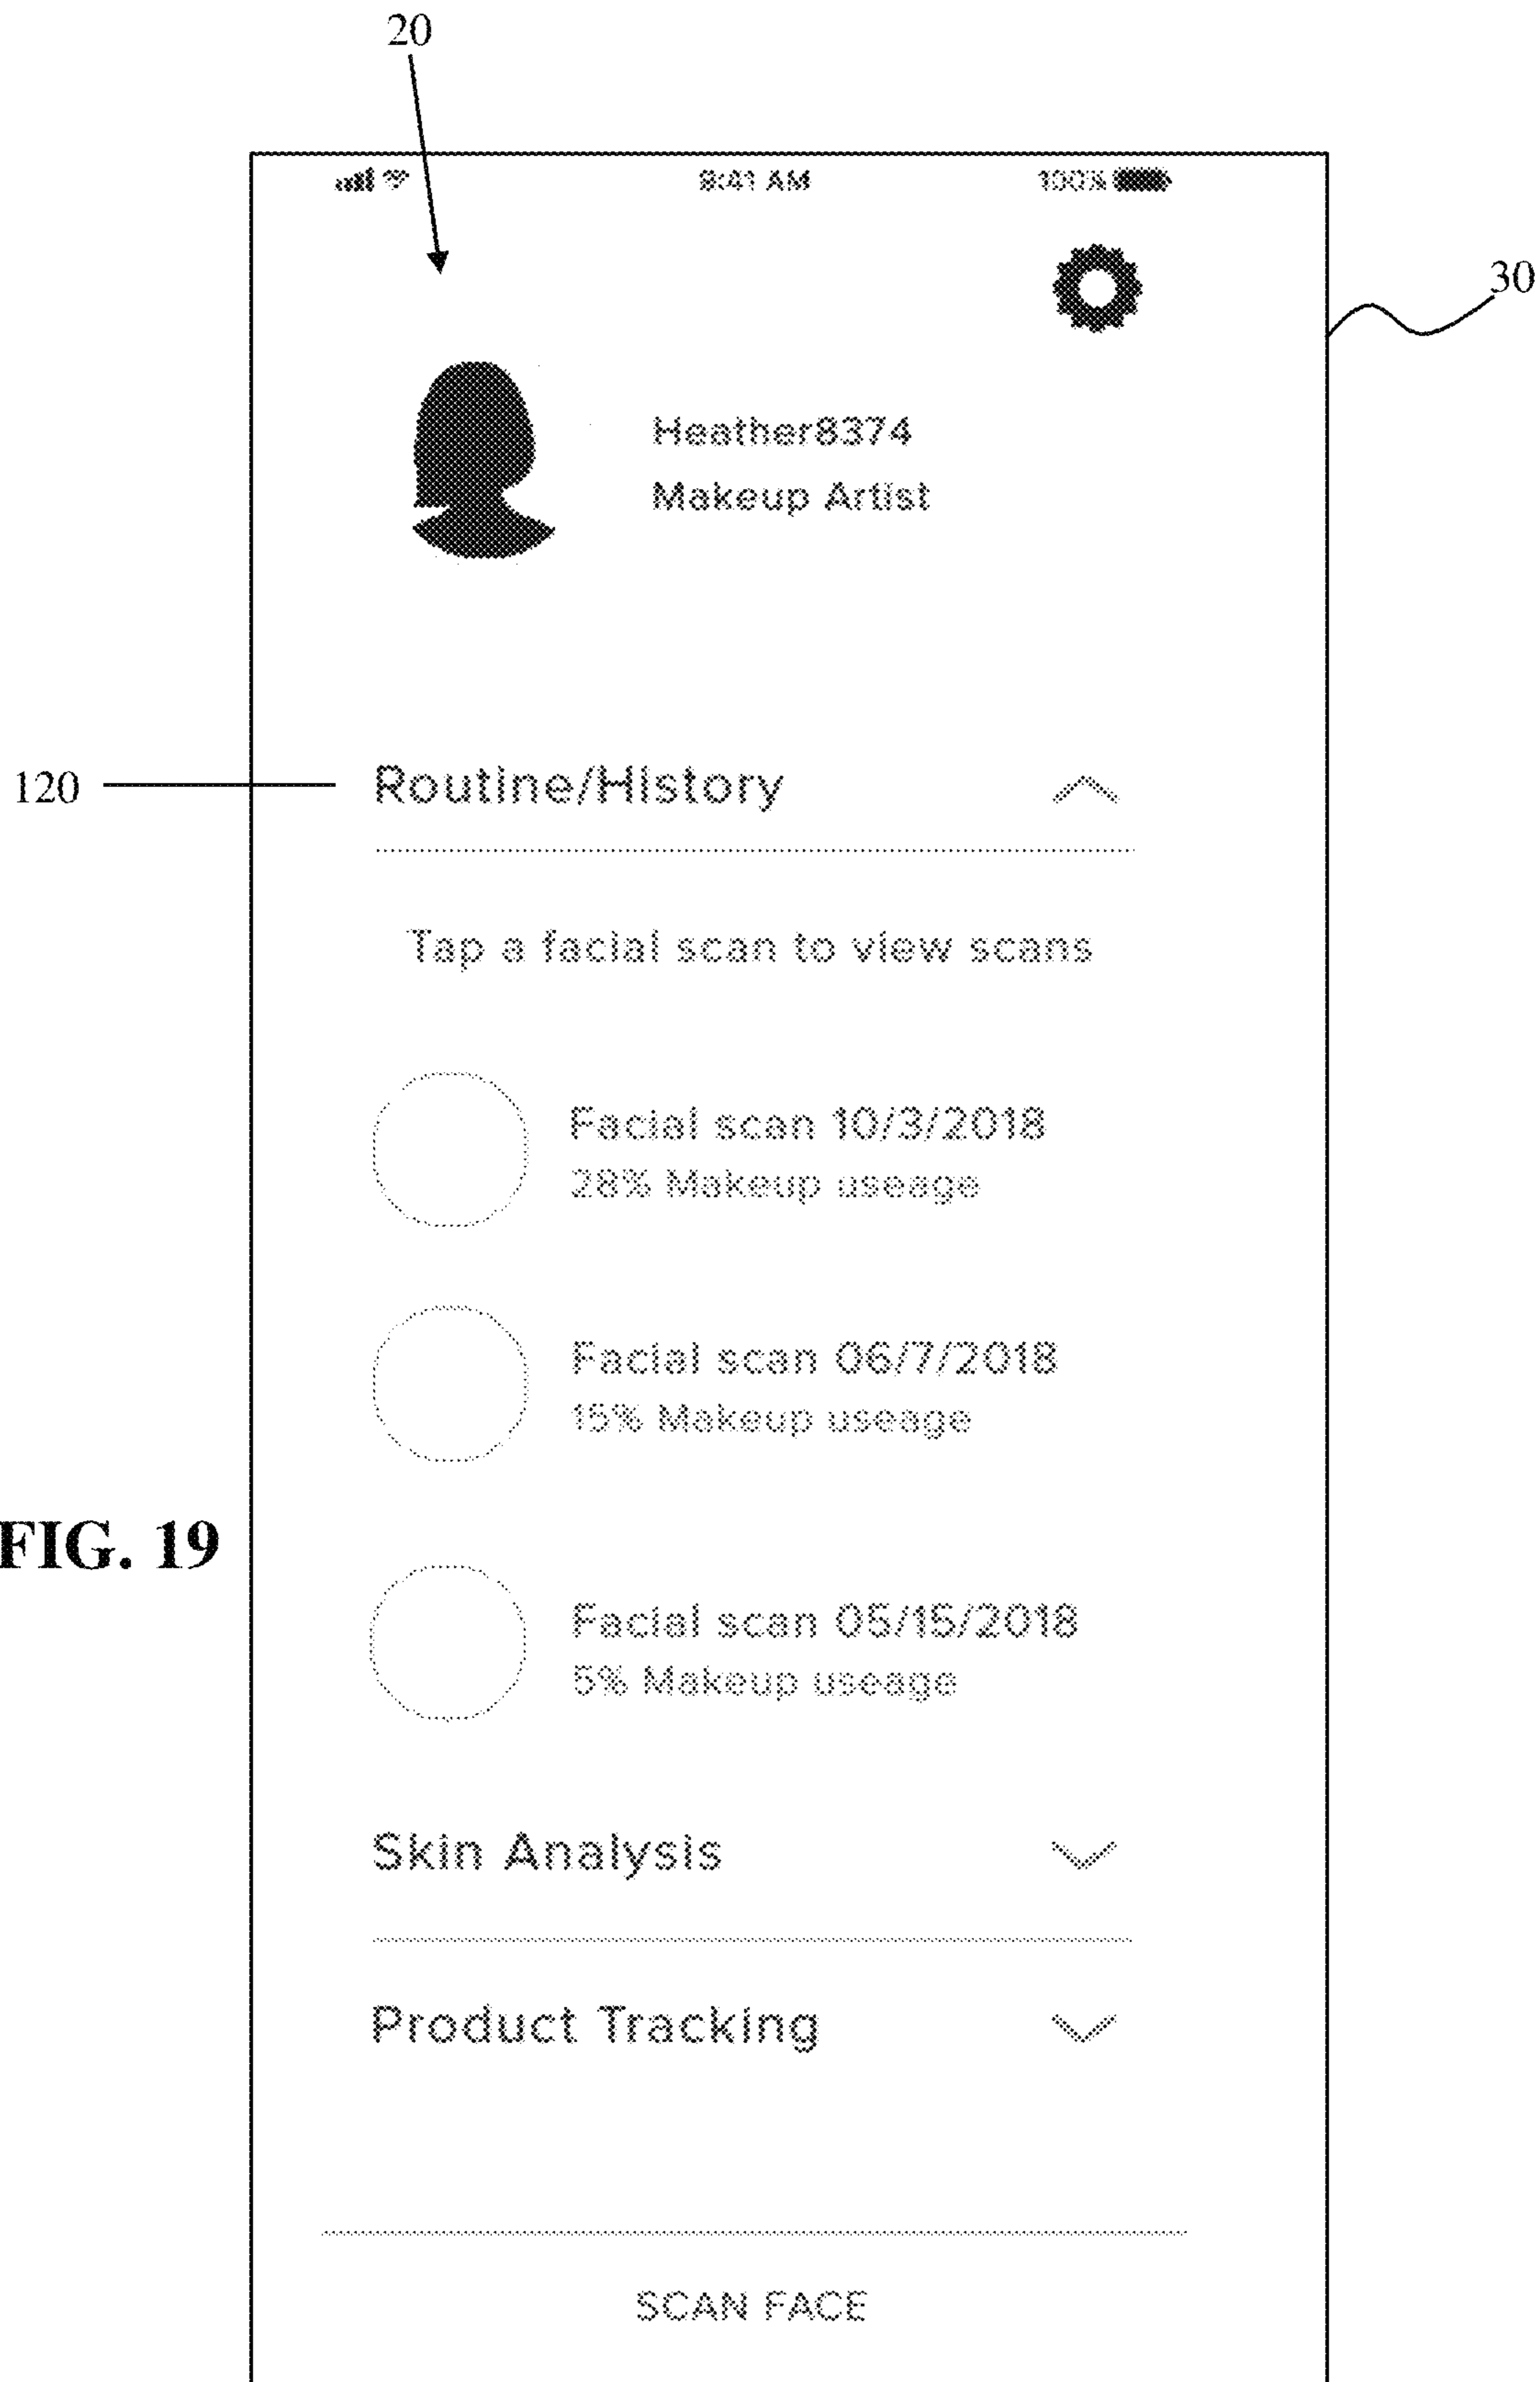 20
9:41 AM 100%
30
Heather8374
Makeup Artist
120 Routine/History
Tap a facial scan to view scans
Facial scan 10/3/2018
28% Makeup useage
Facial scan 06/7/2018
15% Makeup useage
FIG. 19
Facial scan 05/15/2018
5% Makeup useage
Skin Analysis
Product Tracking
SCAN FACE